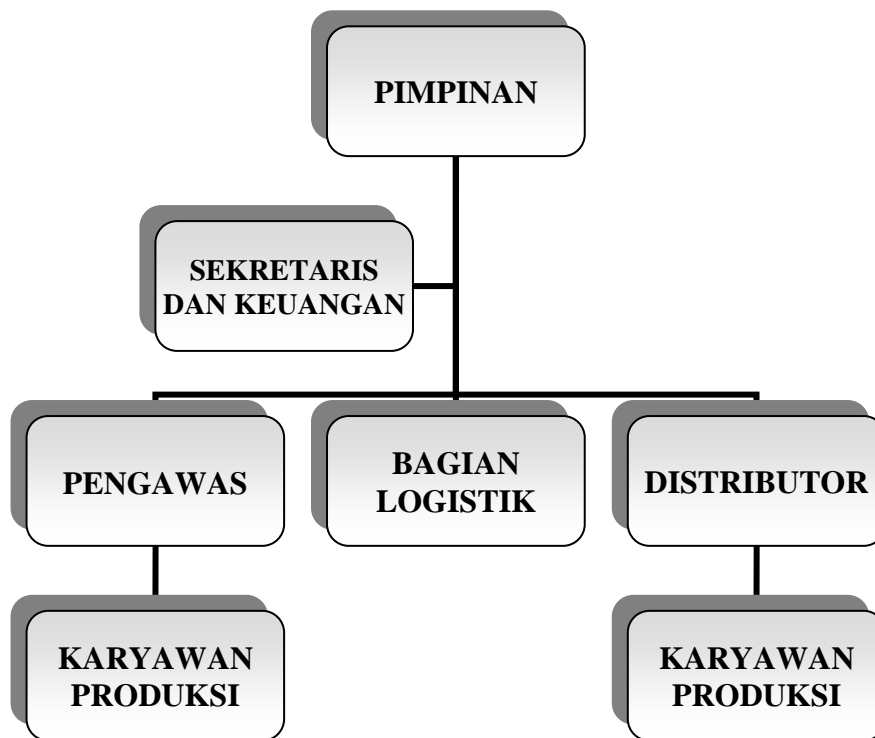 PIMPINAN
SEKRETARIS
DAN KEUANGAN
PENGAWAS
BAGIAN
LOGISTIK
DISTRIBUTOR
KARYAWAN
PRODUKSI
KARYAWAN
PRODUKSI